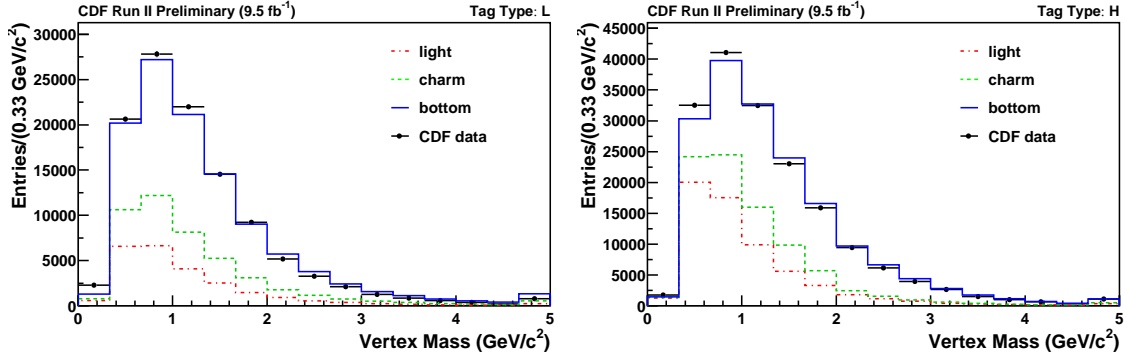 CDF Run II Preliminary (9.5 fb⁻¹) Tag Type: L
Entries/(0.33 GeV/c²)
30000
25000
20000
15000
10000
5000
0
light
charm
bottom
CDF data
0 1 2 3 4 5
Vertex Mass (GeV/c²)
CDF Run II Preliminary (9.5 fb⁻¹) Tag Type: H
Entries/(0.33 GeV/c²)
45000
40000
35000
30000
25000
20000
15000
10000
5000
0
light
charm
bottom
CDF data
0 1 2 3 4 5
Vertex Mass (GeV/c²)